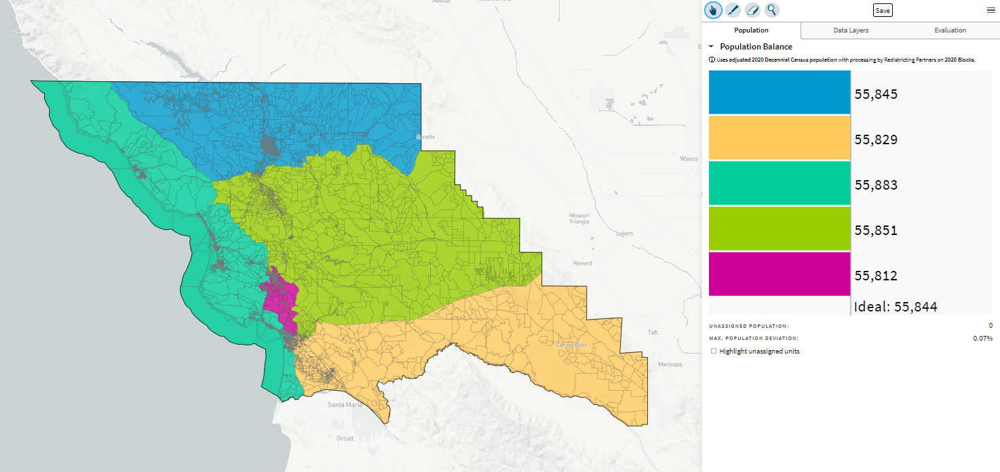 Avenal
Plaskett
Gorda
Annette
Wasco
Missouri
Triangle
Lokern
Reward
Carrizo Plain
Taft
Maricopa
Santa Maria
Orcutt
Save
Population
Data Layers
Evaluation
Population Balance
Uses adjusted 2020 Decennial Census population with processing by Redistricting Partners on 2020 Blocks.
55,845
55,829
55,883
55,851
55,812
Ideal: 55,844
UNASSIGNED POPULATION: 0
MAX. POPULATION DEVIATION: 0.07%
Highlight unassigned units